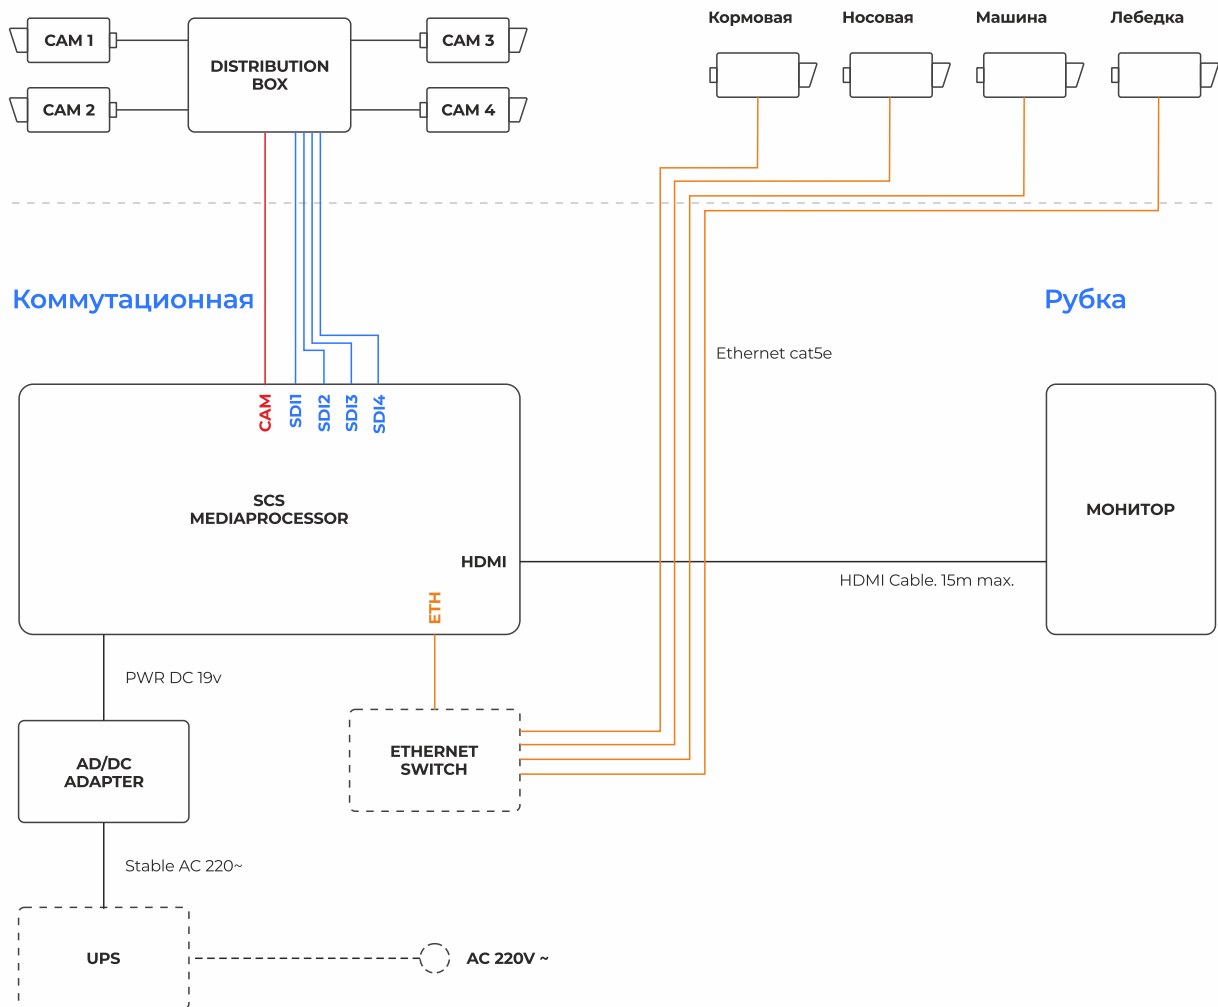 Кормовая
Носовая
Машина
Лебедка
CAM 1
CAM 3
DISTRIBUTION
BOX
CAM 2
CAM 4
Коммутационная
Рубка
Ethernet cat5e
CAM
SDI1
SDI2
SDI3
SDI4
SCS
MEDIAPROCESSOR
МОНИТОР
HDMI
HDMI Cable. 15m max.
ETH
PWR DC 19v
ETHERNET
SWITCH
AD/DC
ADAPTER
Stable AC 220~
UPS
AC 220V ~